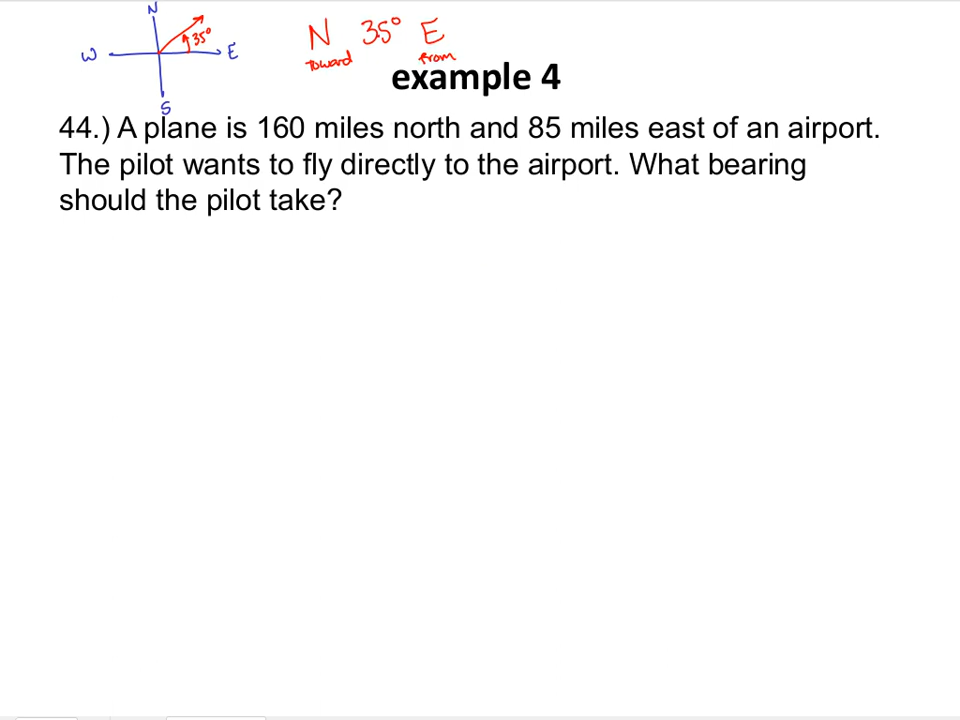 N
N 35° E
35°
W E
toward from
example 4
S
44.) A plane is 160 miles north and 85 miles east of an airport.
The pilot wants to fly directly to the airport. What bearing
should the pilot take?